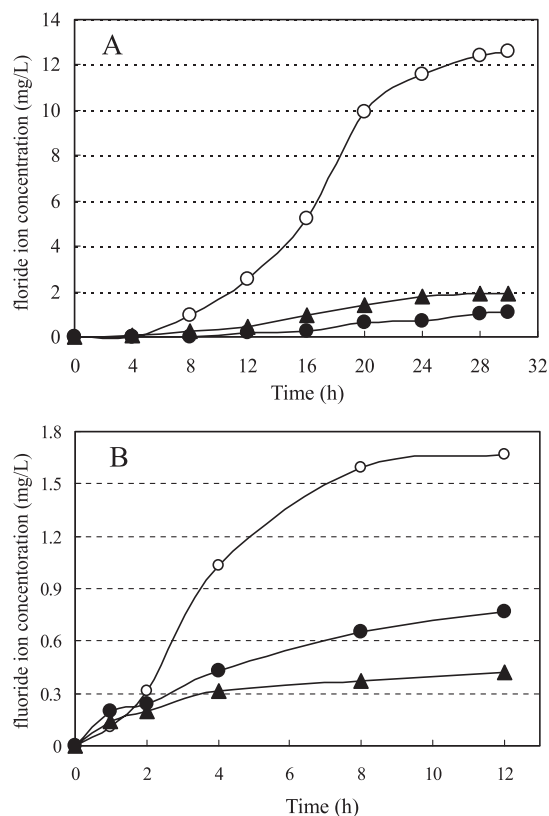 14
12
10
8
6
4
2
0
A
floride ion concentration (mg/L)
0 4 8 12 16 20 24 28 32
Time (h)
1.8
1.5
1.2
0.9
0.6
0.3
0
B
fluoride ion concentoration (mg/L)
0 2 4 6 8 10 12
Time (h)